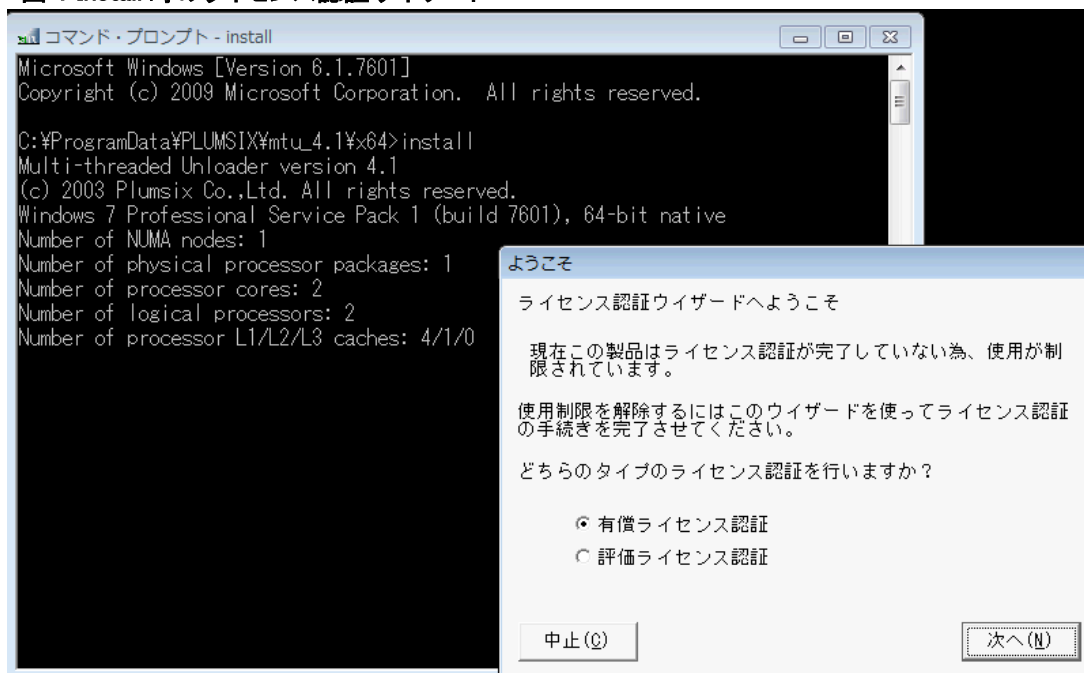 コマンド・プロンプト - install
Microsoft Windows [Version 6.1.7601]
Copyright (c) 2009 Microsoft Corporation.  All rights reserved.
C:¥ProgramData¥PLUMSIX¥mtu_4.1¥x64>install
Multi-threaded Unloader version 4.1
(c) 2003 Plumsix Co.,Ltd. All rights reserved.
Windows 7 Professional Service Pack 1 (build 7601), 64-bit native
Number of NUMA nodes: 1
Number of physical processor packages: 1
Number of processor cores: 2
Number of logical processors: 2
Number of processor L1/L2/L3 caches: 4/1/0
ようこそ
ライセンス認証ウイザードへようこそ
現在この製品はライセンス認証が完了していない為、使用が制
限されています。
使用制限を解除するにはこのウイザードを使ってライセンス認証
の手続きを完了させてください。
どちらのタイプのライセンス認証を行いますか？
有償ライセンス認証
評価ライセンス認証
中止(C)
次へ(N)